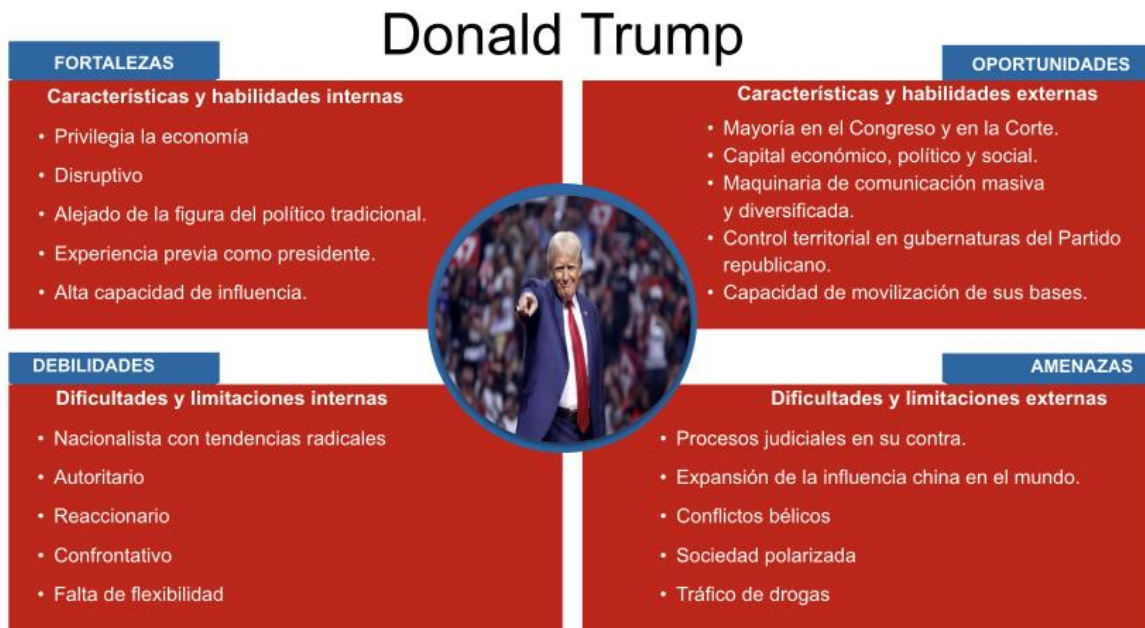 Donald Trump
FORTALEZAS
Características y habilidades internas
• Privilegia la economía
• Disruptivo
• Alejado de la figura del político tradicional.
• Experiencia previa como presidente.
• Alta capacidad de influencia.
OPORTUNIDADES
Características y habilidades externas
• Mayoría en el Congreso y en la Corte.
• Capital económico, político y social.
• Maquinaria de comunicación masiva
y diversificada.
• Control territorial en gubernaturas del Partido
republicano.
• Capacidad de movilización de sus bases.
DEBILIDADES
Dificultades y limitaciones internas
• Nacionalista con tendencias radicales
• Autoritario
• Reaccionario
• Confrontativo
• Falta de flexibilidad
AMENAZAS
Dificultades y limitaciones externas
• Procesos judiciales en su contra.
• Expansión de la influencia china en el mundo.
• Conflictos bélicos
• Sociedad polarizada
• Tráfico de drogas